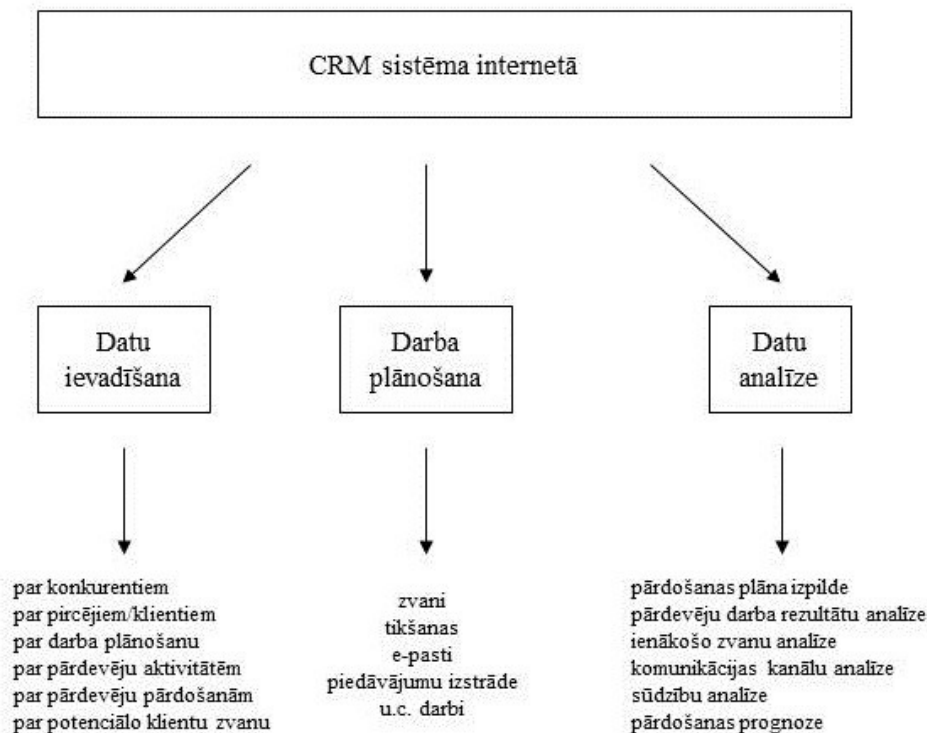 CRM sistēma internetā
Datu
ievadīšana
Darba
plānošana
Datu
analīze
par konkurentiem
par pircējiem/klientiem
par darba plānošanu
par pārdevēju aktivitātēm
par pārdevēju pārdošanām
par potenciālo klientu zvanu
zvani
tikšanas
e-pasti
piedāvājumu izstrāde
u.c. darbi
pārdošanas plāna izpilde
pārdevēju darba rezultātu analīze
ienākošo zvanu analīze
komunikācijas kanālu analīze
sūdzību analīze
pārdošanas prognoze